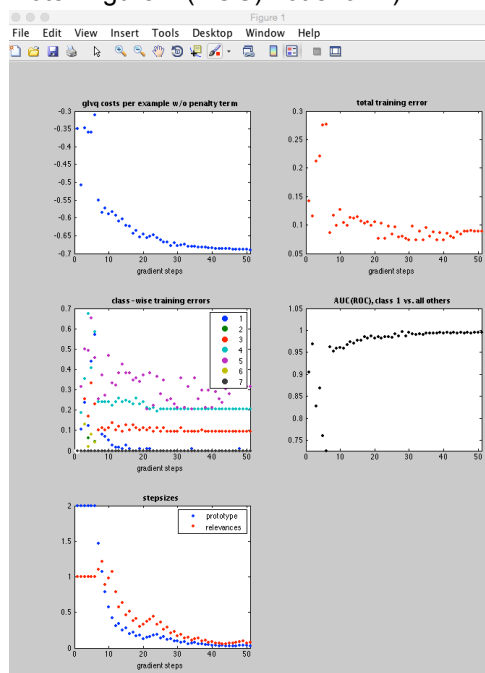 Figure 1
File Edit View Insert Tools Desktop Window Help
glvq costs per example w/o penalty term
-0.3
-0.35
-0.4
-0.45
-0.5
-0.55
-0.6
-0.65
-0.7
0 10 20 30 40 50
gradient steps
total training error
0.3
0.25
0.2
0.15
0.1
0.05
0 10 20 30 40 50
gradient steps
class-wise training errors
0.7
0.6
0.5
0.4
0.3
0.2
0.1
0
1
2
3
4
5
6
7
0 10 20 30 40 50
gradient steps
AUC(ROC), class 1 vs. all others
1.05
1
0.95
0.9
0.85
0.8
0.75
0 10 20 30 40 50
gradient steps
stepsizes
2
1.5
1
0.5
0
prototype
relevances
0 10 20 30 40 50
gradient steps